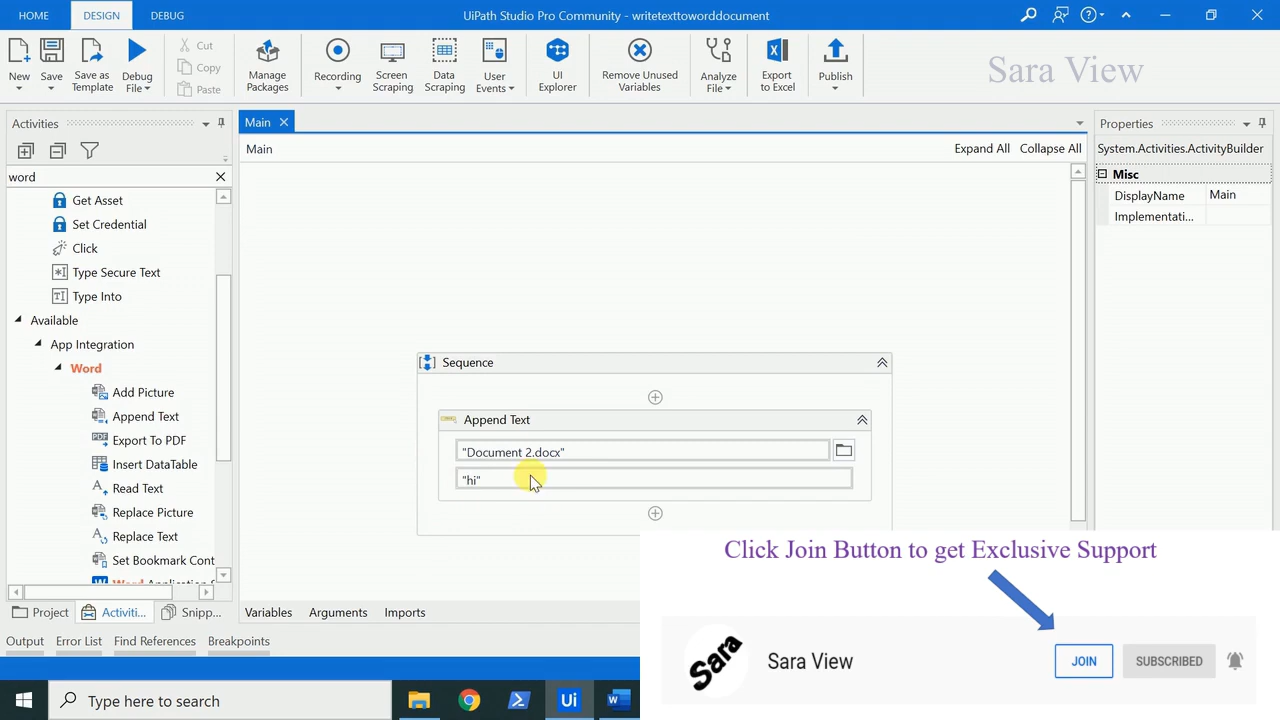 HOME DESIGN DEBUG
UiPath Studio Pro Community - writetexttoworddocument
New Save Save as Template Debug File Cut Copy Paste Manage Packages Recording Screen Scraping Data Scraping User Events UI Explorer Remove Unused Variables Analyze File Export to Excel Publish
Sara View
Activities
word
Get Asset
Set Credential
Click
Type Secure Text
Type Into
Available
App Integration
Word
Add Picture
Append Text
Export To PDF
Insert DataTable
Read Text
Replace Picture
Replace Text
Set Bookmark Cont
Project Activiti... Snipp...
Main
Main Expand All Collapse All
Sequence
Append Text
"Document 2.docx"
"hi"
Variables Arguments Imports
Properties
System.Activities.ActivityBuilder
Misc
DisplayName Main
Implementati...
Output Error List Find References Breakpoints
Click Join Button to get Exclusive Support
Sara
Sara View JOIN SUBSCRIBED
Type here to search
Ui